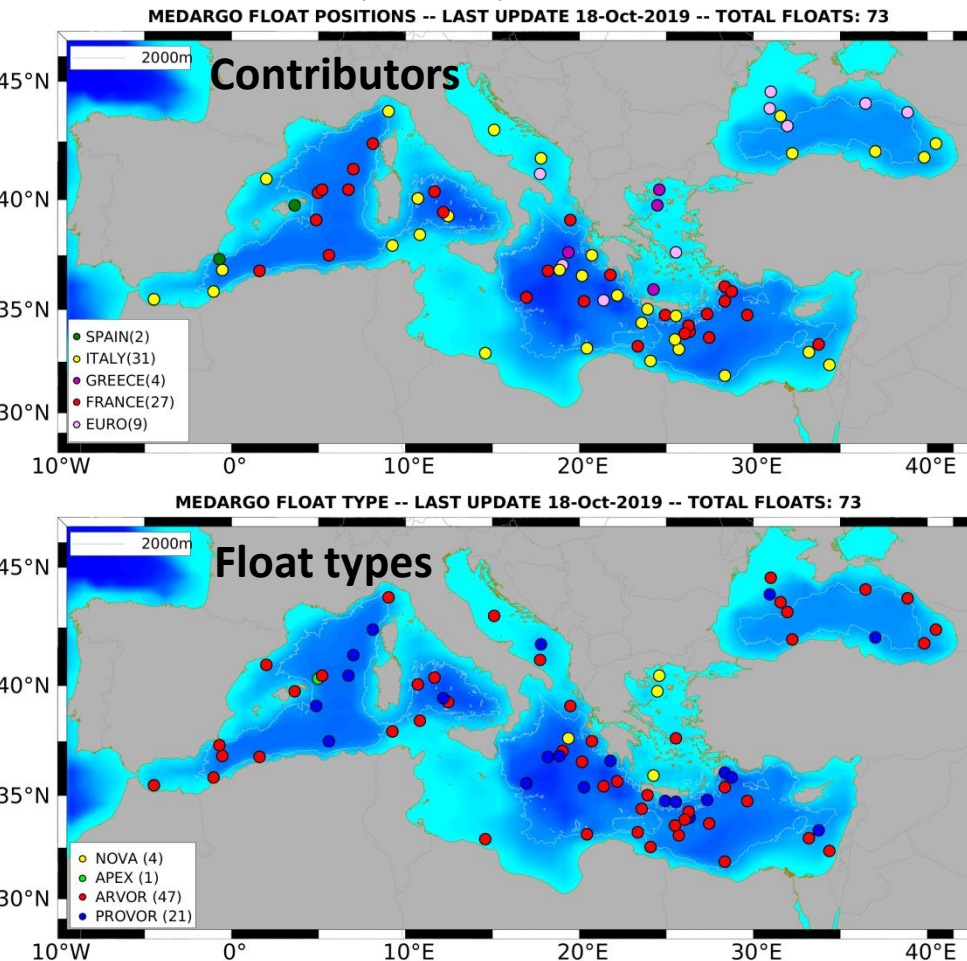 MEDARGO FLOAT POSITIONS -- LAST UPDATE 18-Oct-2019 -- TOTAL FLOATS: 73
2000m
Contributors
45°N
40°N
35°N
30°N
SPAIN(2)
ITALY(31)
GREECE(4)
FRANCE(27)
EURO(9)
10°W 0° 10°E 20°E 30°E 40°E
MEDARGO FLOAT TYPE -- LAST UPDATE 18-Oct-2019 -- TOTAL FLOATS: 73
2000m
Float types
45°N
40°N
35°N
30°N
NOVA (4)
APEX (1)
ARVOR (47)
PROVOR (21)
10°W 0° 10°E 20°E 30°E 40°E